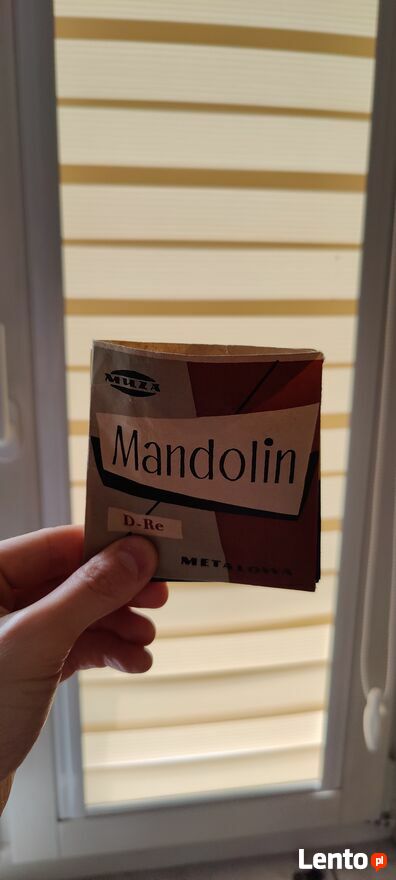 MUZA
Mandolin
D-Re
METALOWA
Lento.pl